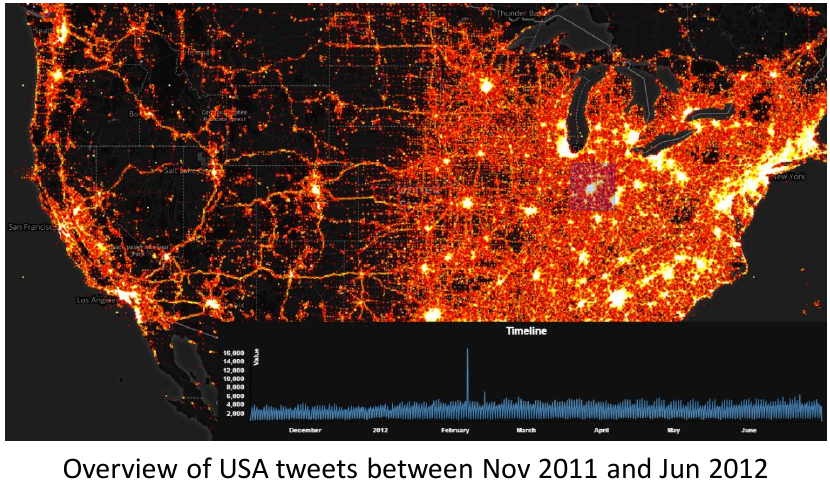 Thunder Bay
Salt Lake
New York
San Francisco
Los Angeles
Timeline
Value
16,000
14,000
12,000
10,000
8,000
6,000
4,000
2,000
December 2012 February March April May June
Overview of USA tweets between Nov 2011 and Jun 2012